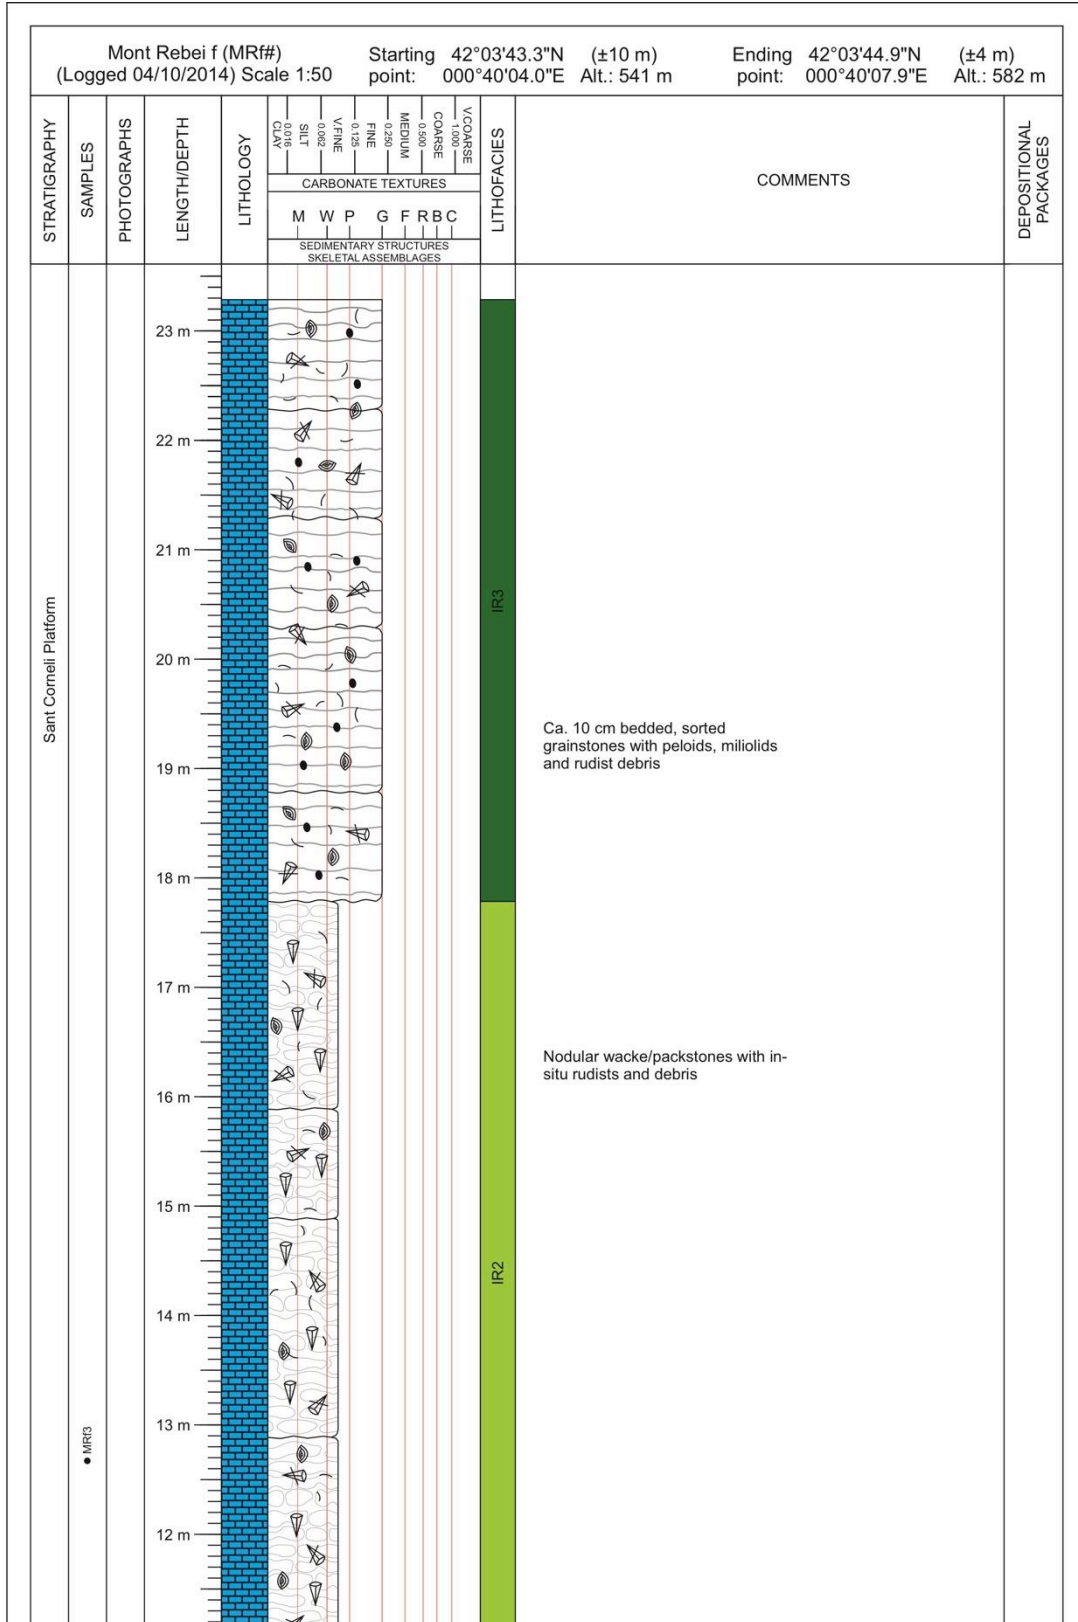 Mont Rebei f (MRf#)
(Logged 04/10/2014) Scale 1:50
Starting point: 42°03'43.3"N (±10 m)
000°40'04.0"E Alt.: 541 m
Ending point: 42°03'44.9"N (±4 m)
000°40'07.9"E Alt.: 582 m
STRATIGRAPHY
SAMPLES
PHOTOGRAPHS
LENGTH/DEPTH
LITHOLOGY
CLAY
0.016
SILT
0.062
V.FINE
0.125
FINE
0.250
MEDIUM
0.500
COARSE
1.000
V.COARSE
CARBONATE TEXTURES
M W P G F R B C
SEDIMENTARY STRUCTURES
SKELETAL ASSEMBLAGES
LITHOFACIES
COMMENTS
DEPOSITIONAL
PACKAGES
Sant Corneli Platform
MRf3
23 m
22 m
21 m
20 m
19 m
18 m
17 m
16 m
15 m
14 m
13 m
12 m
IR3
IR2
Ca. 10 cm bedded, sorted
grainstones with peloids, miliolids
and rudist debris
Nodular wacke/packstones with in-
situ rudists and debris